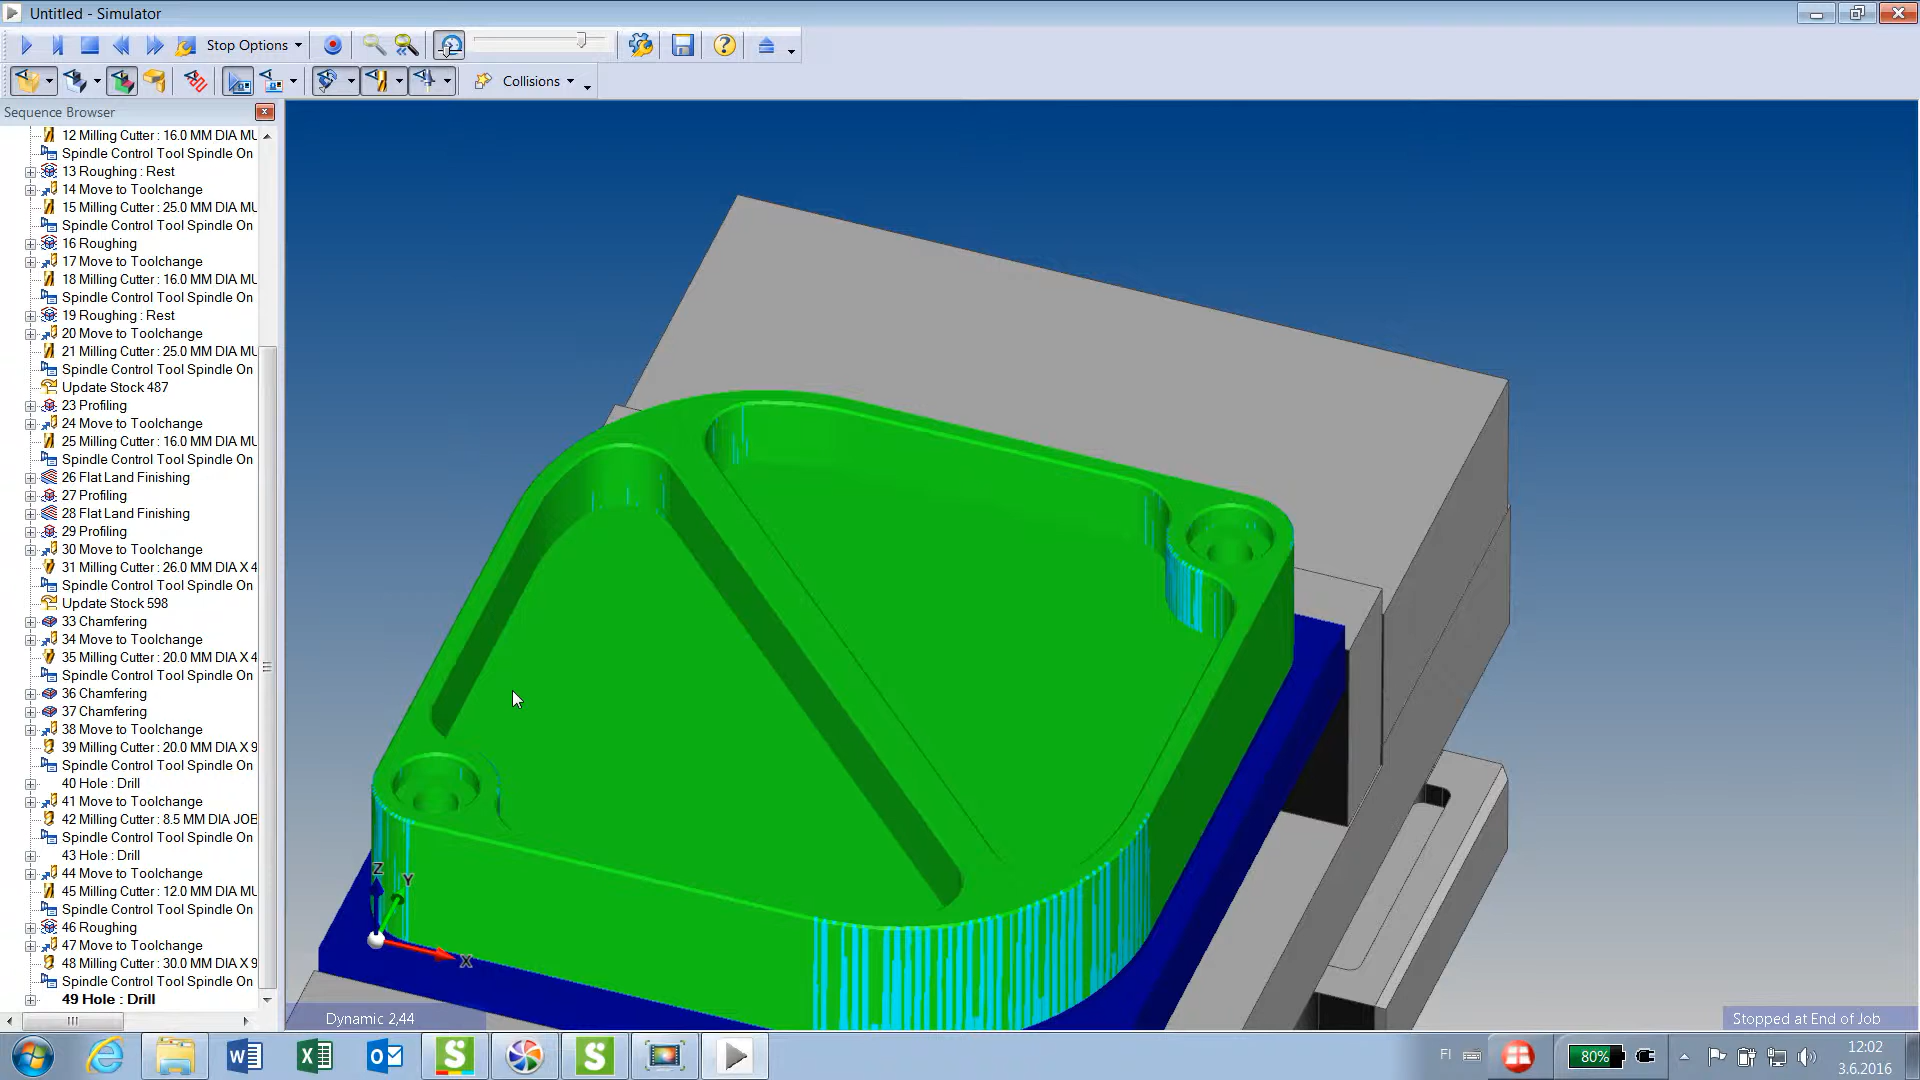 Untitled - Simulator
Stop Options
Collisions
Sequence Browser
12 Milling Cutter : 16.0 MM DIA MU
Spindle Control Tool Spindle On
13 Roughing : Rest
14 Move to Toolchange
15 Milling Cutter : 25.0 MM DIA MU
Spindle Control Tool Spindle On
16 Roughing
17 Move to Toolchange
18 Milling Cutter : 16.0 MM DIA MU
Spindle Control Tool Spindle On
19 Roughing : Rest
20 Move to Toolchange
21 Milling Cutter : 25.0 MM DIA MU
Spindle Control Tool Spindle On
Update Stock 487
23 Profiling
24 Move to Toolchange
25 Milling Cutter : 16.0 MM DIA MU
Spindle Control Tool Spindle On
26 Flat Land Finishing
27 Profiling
28 Flat Land Finishing
29 Profiling
30 Move to Toolchange
31 Milling Cutter : 26.0 MM DIA X 4
Spindle Control Tool Spindle On
Update Stock 598
33 Chamfering
34 Move to Toolchange
35 Milling Cutter : 20.0 MM DIA X 4
Spindle Control Tool Spindle On
36 Chamfering
37 Chamfering
38 Move to Toolchange
39 Milling Cutter : 20.0 MM DIA X 9
Spindle Control Tool Spindle On
40 Hole : Drill
41 Move to Toolchange
42 Milling Cutter : 8.5 MM DIA JOB
Spindle Control Tool Spindle On
43 Hole : Drill
44 Move to Toolchange
45 Milling Cutter : 12.0 MM DIA MU
Spindle Control Tool Spindle On
46 Roughing
47 Move to Toolchange
48 Milling Cutter : 30.0 MM DIA X 9
Spindle Control Tool Spindle On
49 Hole : Drill
Z
Y
X
Dynamic 2,44
Stopped at End of Job
FI
80%
12:02
3.6.2016